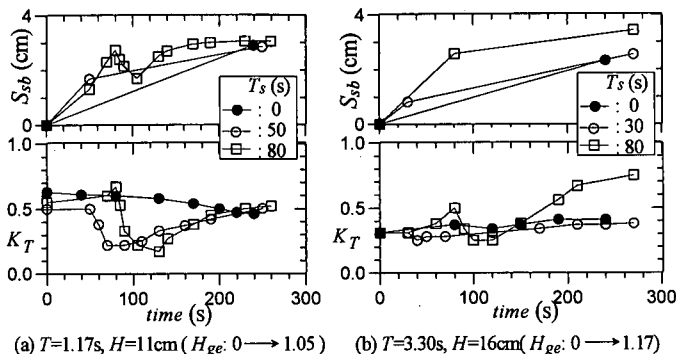 S_sb (cm)
4
2
0
T_s (s)
: 0
: 50
: 80
K_T
1.0
0.5
0.0
0 100 200 300
time (s)
(a) T=1.17s, H=11cm ( H_ge: 0 → 1.05 )
S_sb (cm)
4
2
0
T_s (s)
: 0
: 30
: 80
K_T
1.0
0.5
0.0
0 100 200 300
time (s)
(b) T=3.30s, H=16cm( H_ge: 0 → 1.17)